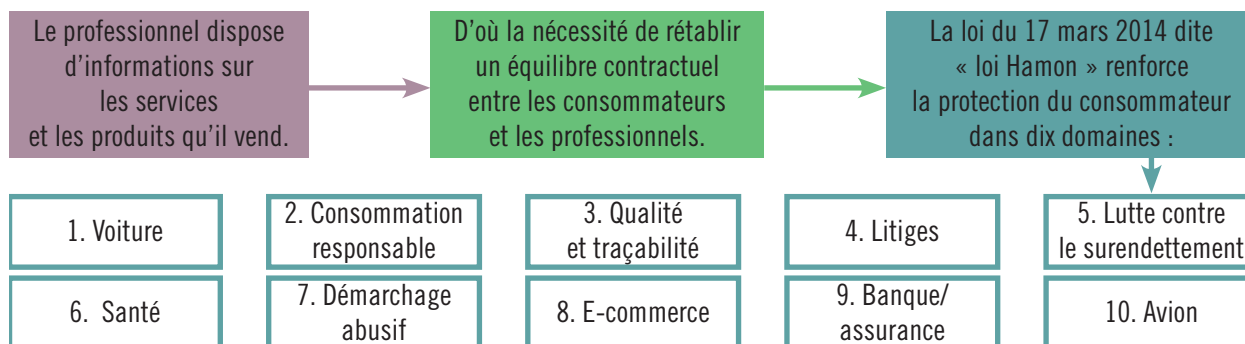 Le professionnel dispose
d'informations sur
les services
et les produits qu'il vend.
D'où la nécessité de rétablir
un équilibre contractuel
entre les consommateurs
et les professionnels.
La loi du 17 mars 2014 dite
« loi Hamon » renforce
la protection du consommateur
dans dix domaines :
1. Voiture
2. Consommation
responsable
3. Qualité
et traçabilité
4. Litiges
5. Lutte contre
le surendettement
6. Santé
7. Démarchage
abusif
8. E-commerce
9. Banque/
assurance
10. Avion